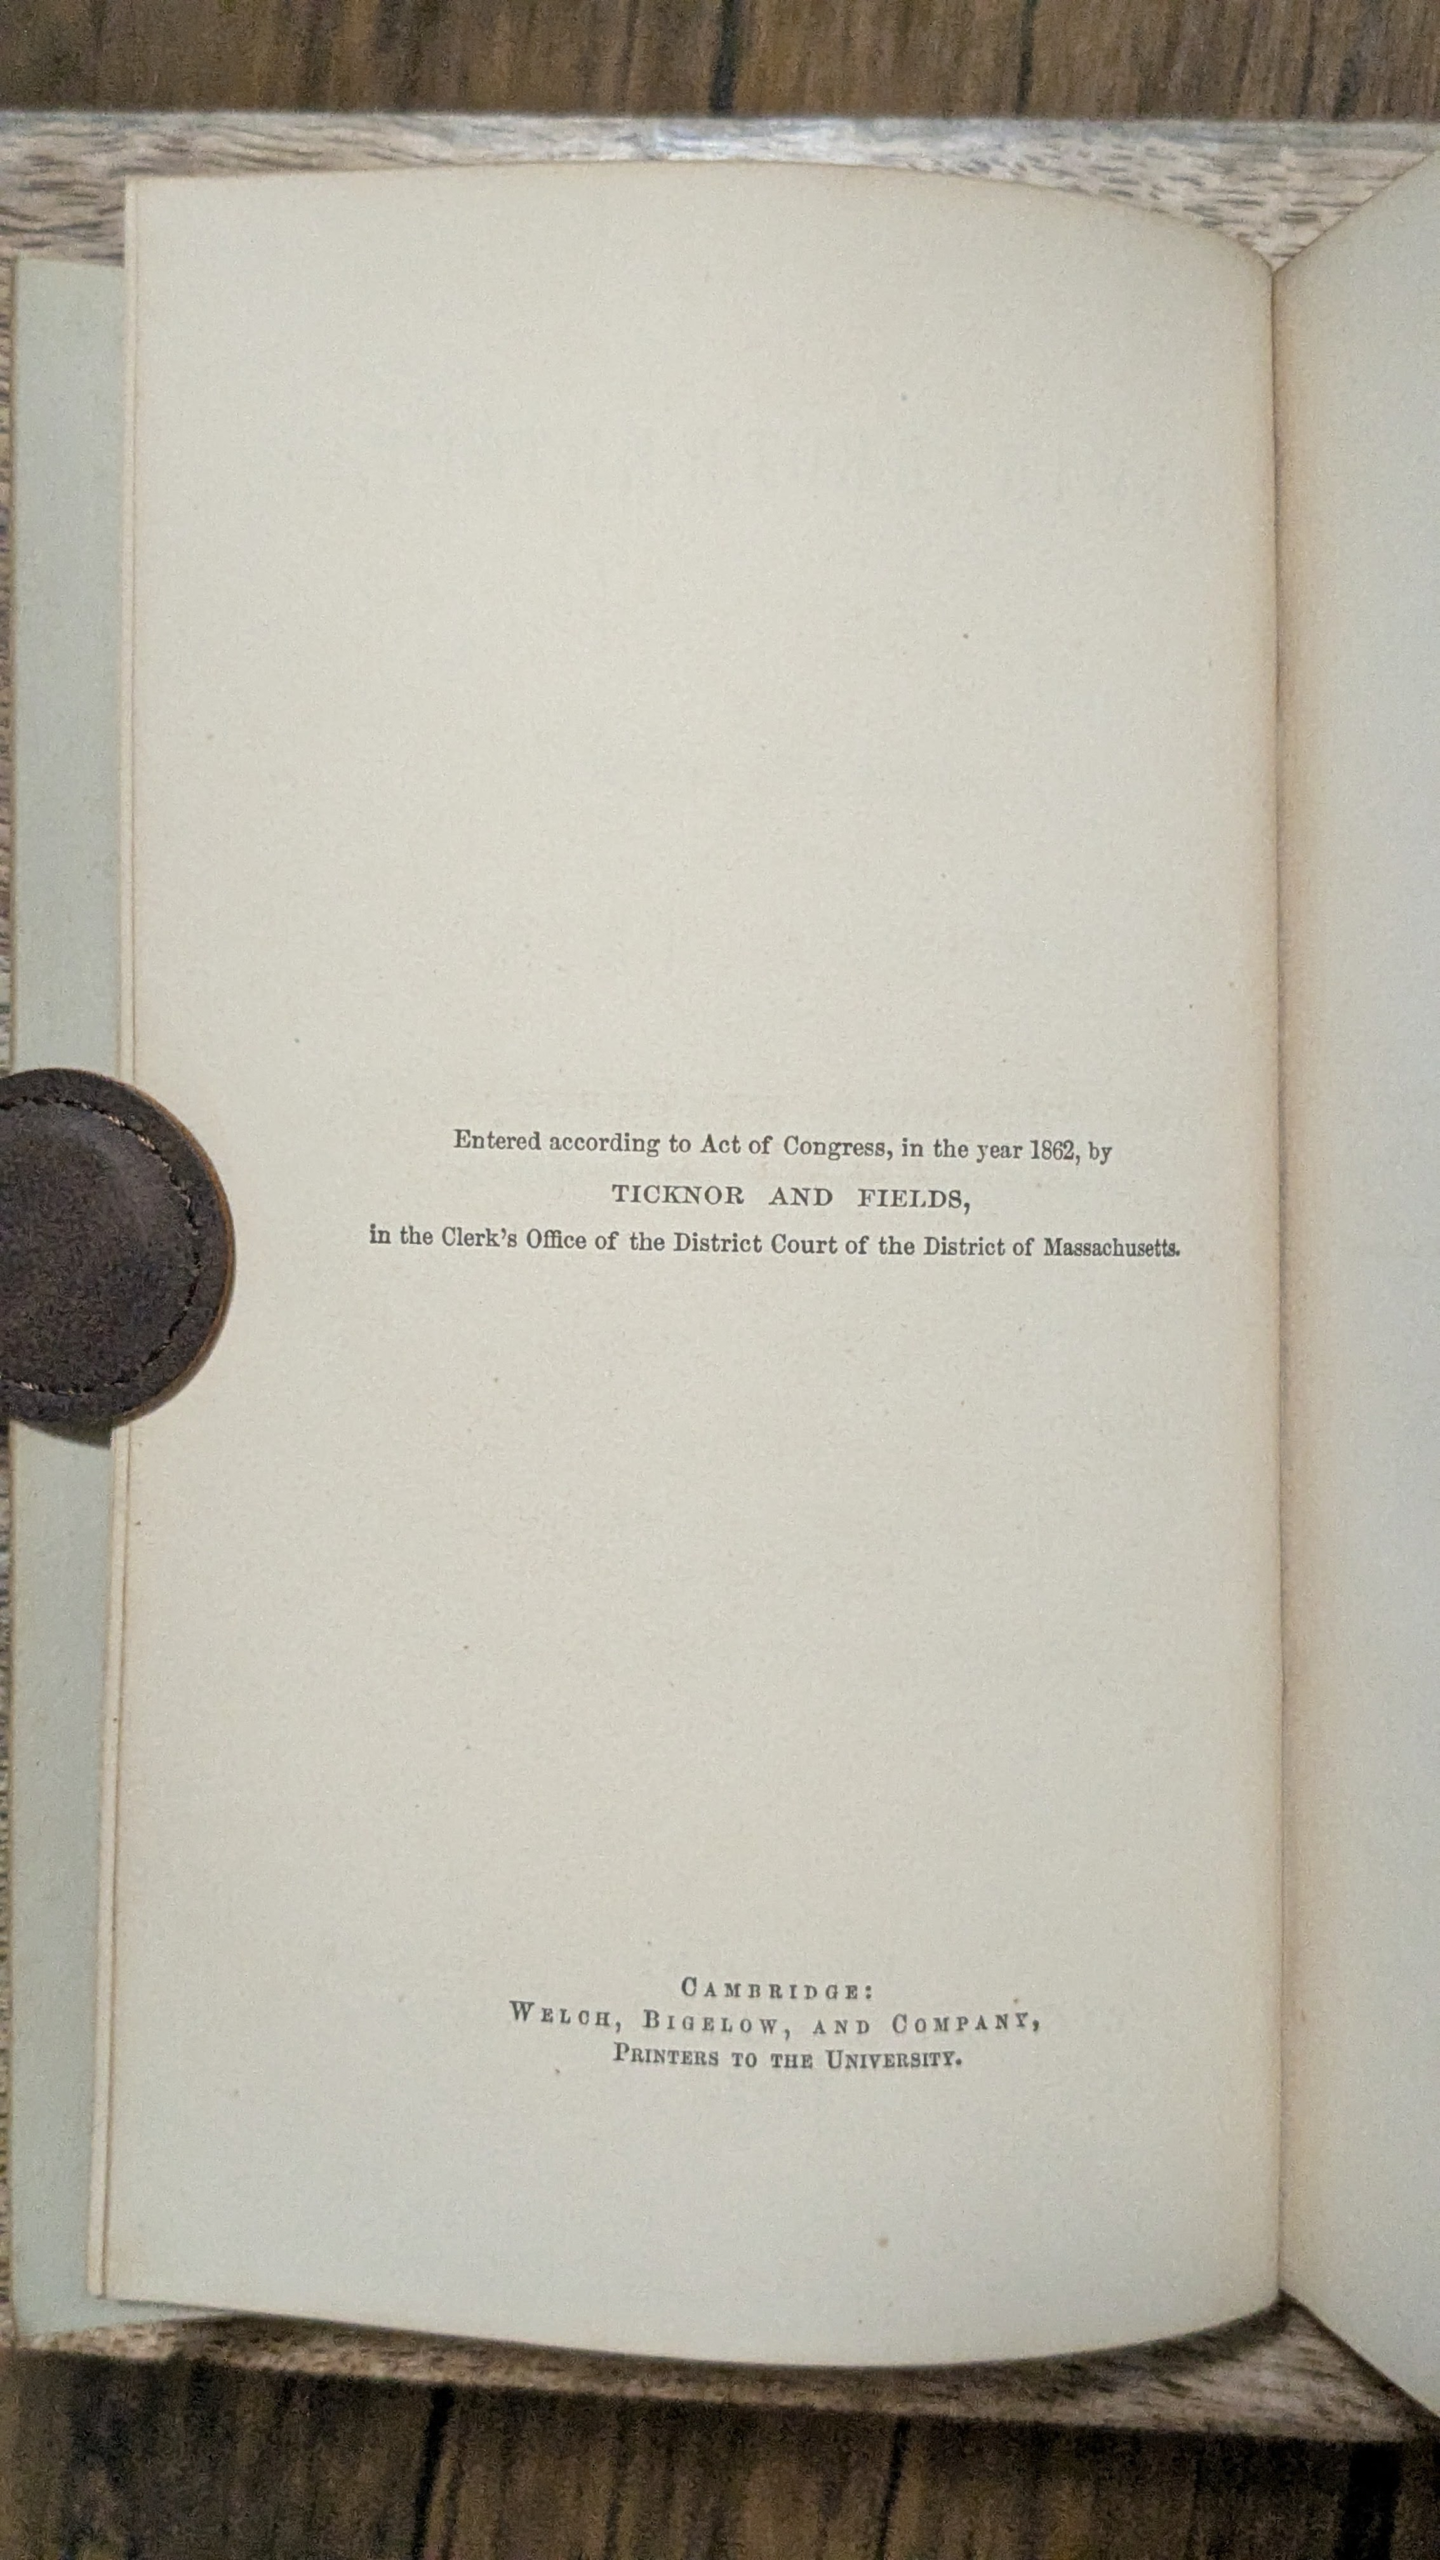 Entered according to Act of Congress, in the year 1862, by
TICKNOR AND FIELDS,
in the Clerk's Office of the District Court of the District of Massachusetts.
CAMBRIDGE:
WELCH, BIGELOW, AND COMPANY,
PRINTERS TO THE UNIVERSITY.